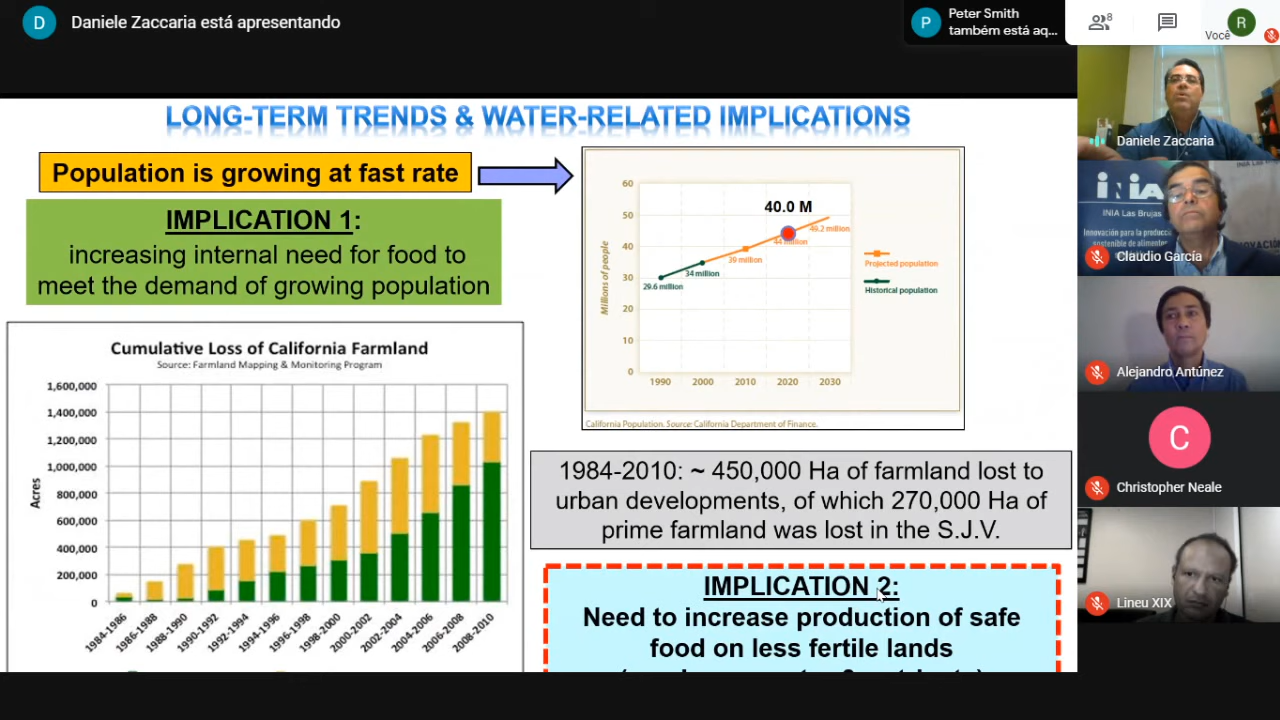 D
Daniele Zaccaria está apresentando
P
Peter Smith
também está aq...
8
R
Você
LONG-TERM TRENDS & WATER-RELATED IMPLICATIONS
Population is growing at fast rate
IMPLICATION 1:
increasing internal need for food to
meet the demand of growing population
60
50
40
30
20
10
0
Millions of people
40.0 M
29.6 million
34 million
39 million
44 million
49.2 million
1990
2000
2010
2020
2030
Projected population
Historical population
California Population. Source: California Department of Finance.
Cumulative Loss of California Farmland
Source: Farmland Mapping & Monitoring Program
Acres
1,600,000
1,400,000
1,200,000
1,000,000
800,000
600,000
400,000
200,000
0
1984-1986
1986-1988
1988-1990
1990-1992
1992-1994
1994-1996
1996-1998
1998-2000
2000-2002
2002-2004
2004-2006
2006-2008
2008-2010
1984-2010: ~ 450,000 Ha of farmland lost to
urban developments, of which 270,000 Ha of
prime farmland was lost in the S.J.V.
IMPLICATION 2:
Need to increase production of safe
food on less fertile lands
Daniele Zaccaria
INIA
INIA Las Brujas
Innovación para la producc
sostenible de alimento
Claudio García
Alejandro Antúnez
C
Christopher Neale
Lineu XIX